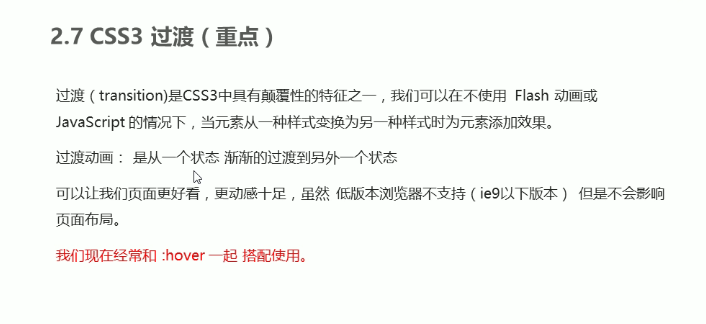 2.7 CSS3 过渡（重点）
过渡（transition)是CSS3中具有颠覆性的特征之一，我们可以在不使用 Flash 动画或
JavaScript 的情况下，当元素从一种样式变换为另一种样式时为元素添加效果。
过渡动画： 是从一个状态 渐渐的过渡到另外一个状态
可以让我们页面更好看，更动感十足，虽然 低版本浏览器不支持（ie9以下版本） 但是不会影响
页面布局。
我们现在经常和 :hover 一起 搭配使用。